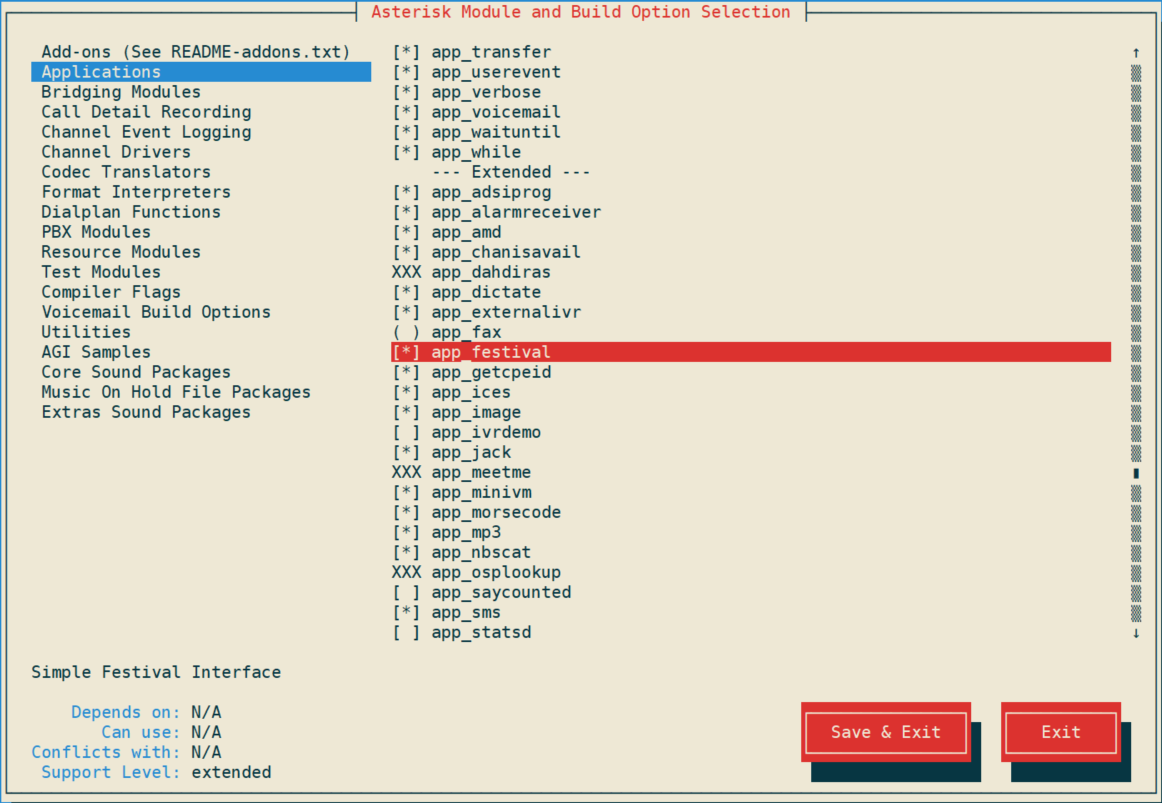 Asterisk Module and Build Option Selection
Add-ons (See README-addons.txt) [*] app_transfer ↑
Applications [*] app_userevent
Bridging Modules [*] app_verbose
Call Detail Recording [*] app_voicemail
Channel Event Logging [*] app_waituntil
Channel Drivers [*] app_while
Codec Translators --- Extended ---
Format Interpreters [*] app_adsiprog
Dialplan Functions [*] app_alarmreceiver
PBX Modules [*] app_amd
Resource Modules [*] app_chanisavail
Test Modules XXX app_dahdiras
Compiler Flags [*] app_dictate
Voicemail Build Options [*] app_externalivr
Utilities ( ) app_fax
AGI Samples [*] app_festival
Core Sound Packages [*] app_getcpeid
Music On Hold File Packages [*] app_ices
Extras Sound Packages [*] app_image
[ ] app_ivrdemo
[*] app_jack
XXX app_meetme
[*] app_minivm
[*] app_morsecode
[*] app_mp3
[*] app_nbscat
XXX app_osplookup
[ ] app_saycounted
[*] app_sms
[ ] app_statsd ↓
Simple Festival Interface
Depends on: N/A
Can use: N/A
Conflicts with: N/A
Support Level: extended
Save & Exit
Exit